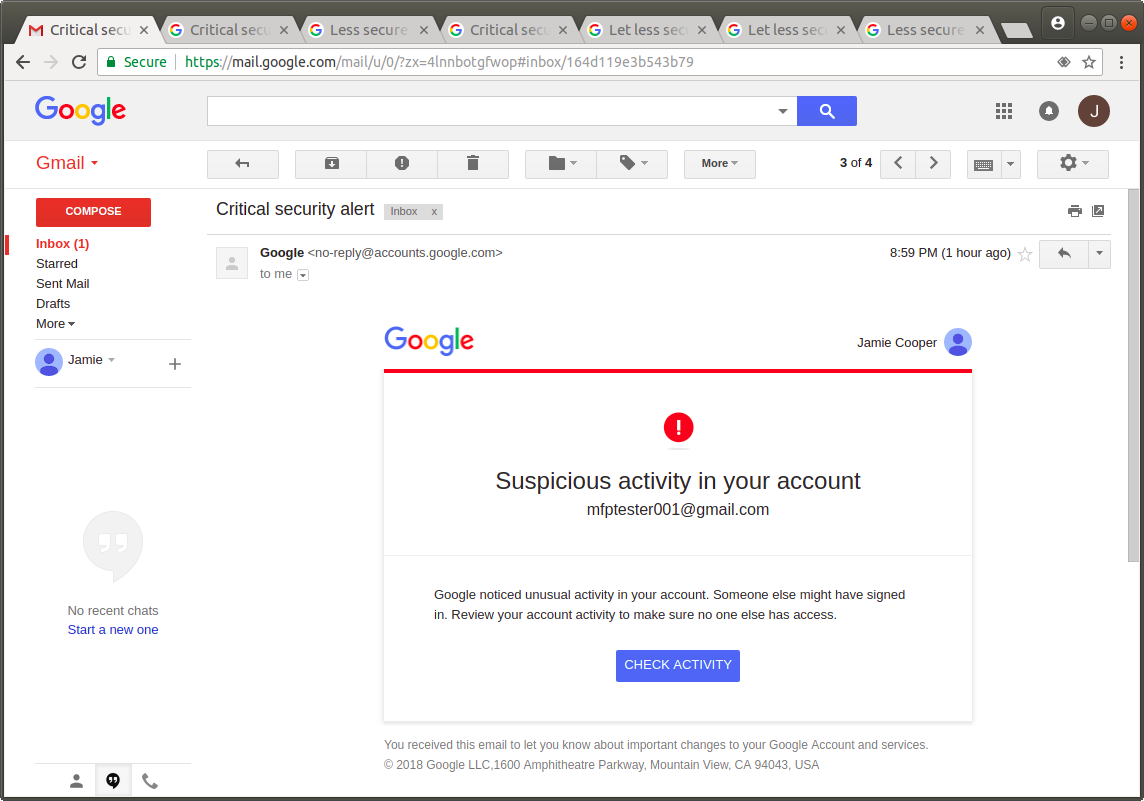 Critical secu
Critical secu
Less secure
Critical secu
Let less sec
Let less sec
Less secure
Secure
https://mail.google.com/mail/u/0/?zx=4lnnbotgfwop#inbox/164d119e3b543b79
Google
J
Gmail
More
3 of 4
COMPOSE
Critical security alert
Inbox x
Inbox (1)
Starred
Sent Mail
Drafts
More
Google <no-reply@accounts.google.com>
8:59 PM (1 hour ago)
to me
Jamie
Google
Jamie Cooper
Suspicious activity in your account
mfptester001@gmail.com
Google noticed unusual activity in your account. Someone else might have signed
in. Review your account activity to make sure no one else has access.
CHECK ACTIVITY
No recent chats
Start a new one
You received this email to let you know about important changes to your Google Account and services.
© 2018 Google LLC,1600 Amphitheatre Parkway, Mountain View, CA 94043, USA